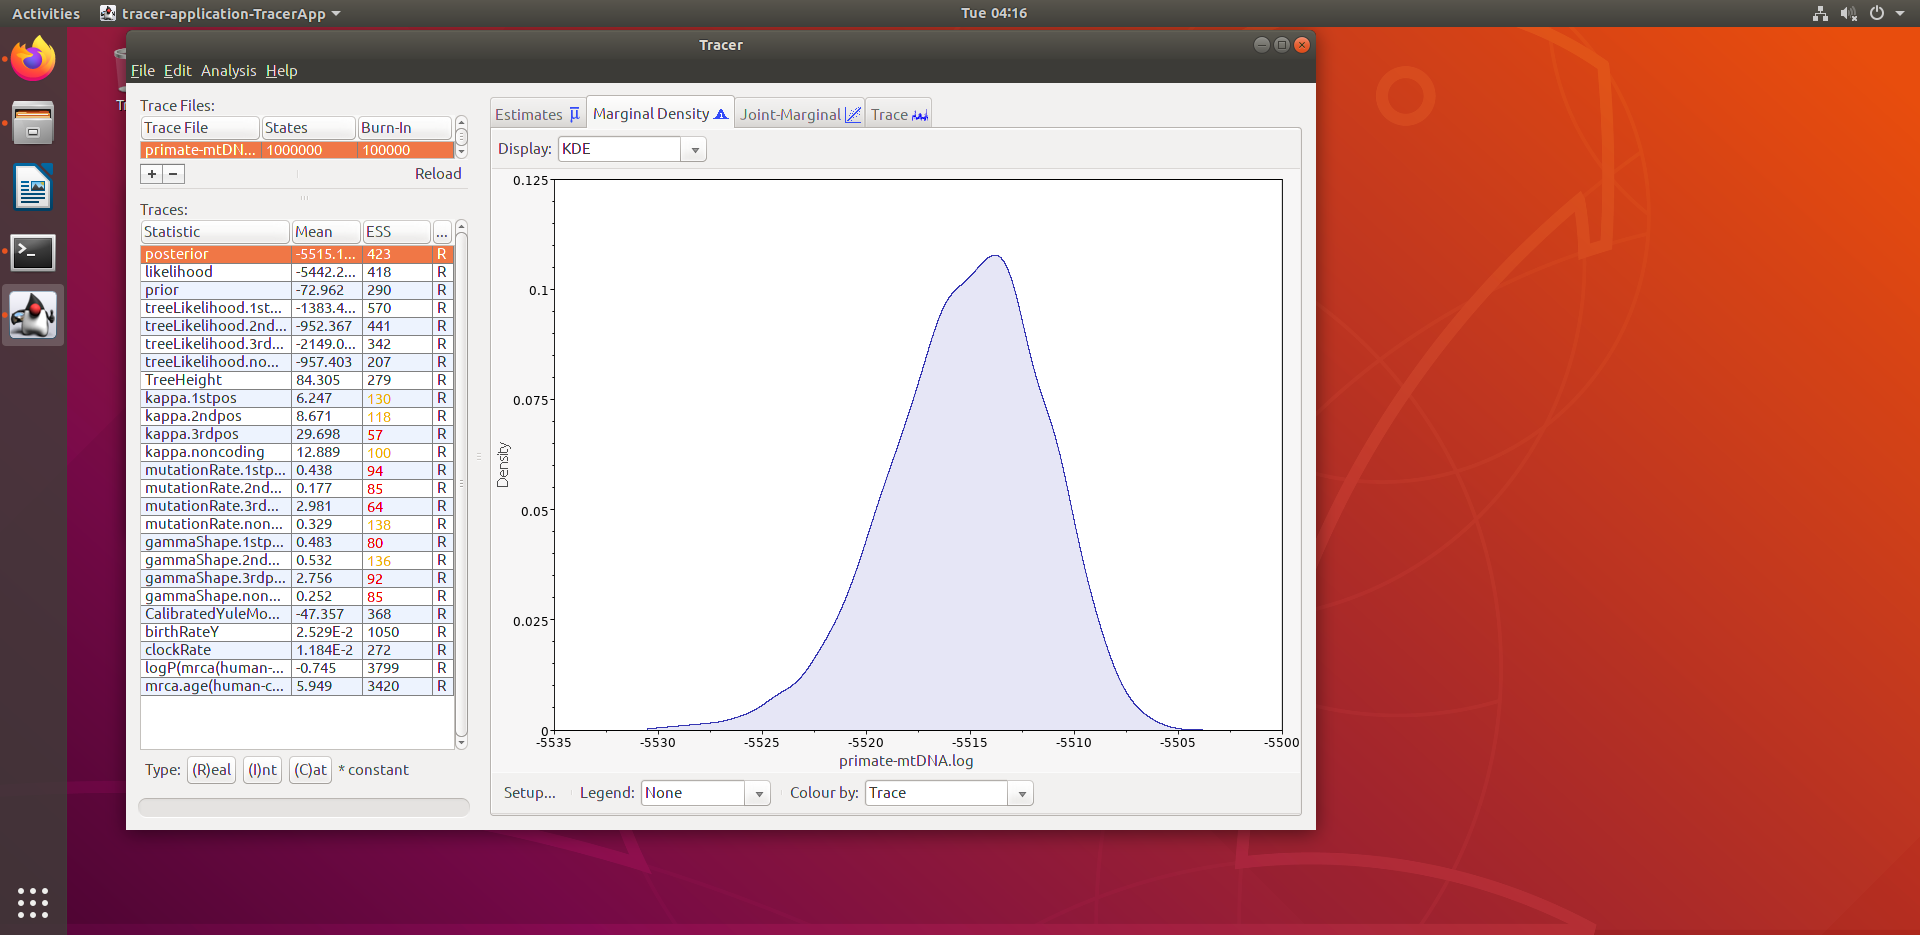 Activities tracer-application-TracerApp Tue 04:16
Tracer
File Edit Analysis Help
Trace Files:
Trace File States Burn-In
primate-mtDN... 1000000 100000
+ − Reload
Traces:
Statistic Mean ESS ...
posterior -5515.1... 423 R
likelihood -5442.2... 418 R
prior -72.962 290 R
treeLikelihood.1st... -1383.4... 570 R
treeLikelihood.2nd... -952.367 441 R
treeLikelihood.3rd... -2149.0... 342 R
treeLikelihood.no... -957.403 207 R
TreeHeight 84.305 279 R
kappa.1stpos 6.247 130 R
kappa.2ndpos 8.671 118 R
kappa.3rdpos 29.698 57 R
kappa.noncoding 12.889 100 R
mutationRate.1stp... 0.438 94 R
mutationRate.2nd... 0.177 85 R
mutationRate.3rd... 2.981 64 R
mutationRate.non... 0.329 138 R
gammaShape.1stp... 0.483 80 R
gammaShape.2nd... 0.532 136 R
gammaShape.3rdp... 2.756 92 R
gammaShape.non... 0.252 85 R
CalibratedYuleMo... -47.357 368 R
birthRateY 2.529E-2 1050 R
clockRate 1.184E-2 272 R
logP(mrca(human-... -0.745 3799 R
mrca.age(human-c... 5.949 3420 R
Type: (R)eal (I)nt (C)at * constant
Estimates μ Marginal Density Joint-Marginal Trace
Display: KDE
0.125
0.1
0.075
0.05
0.025
0
Density
-5535 -5530 -5525 -5520 -5515 -5510 -5505 -5500
primate-mtDNA.log
Setup... Legend: None Colour by: Trace